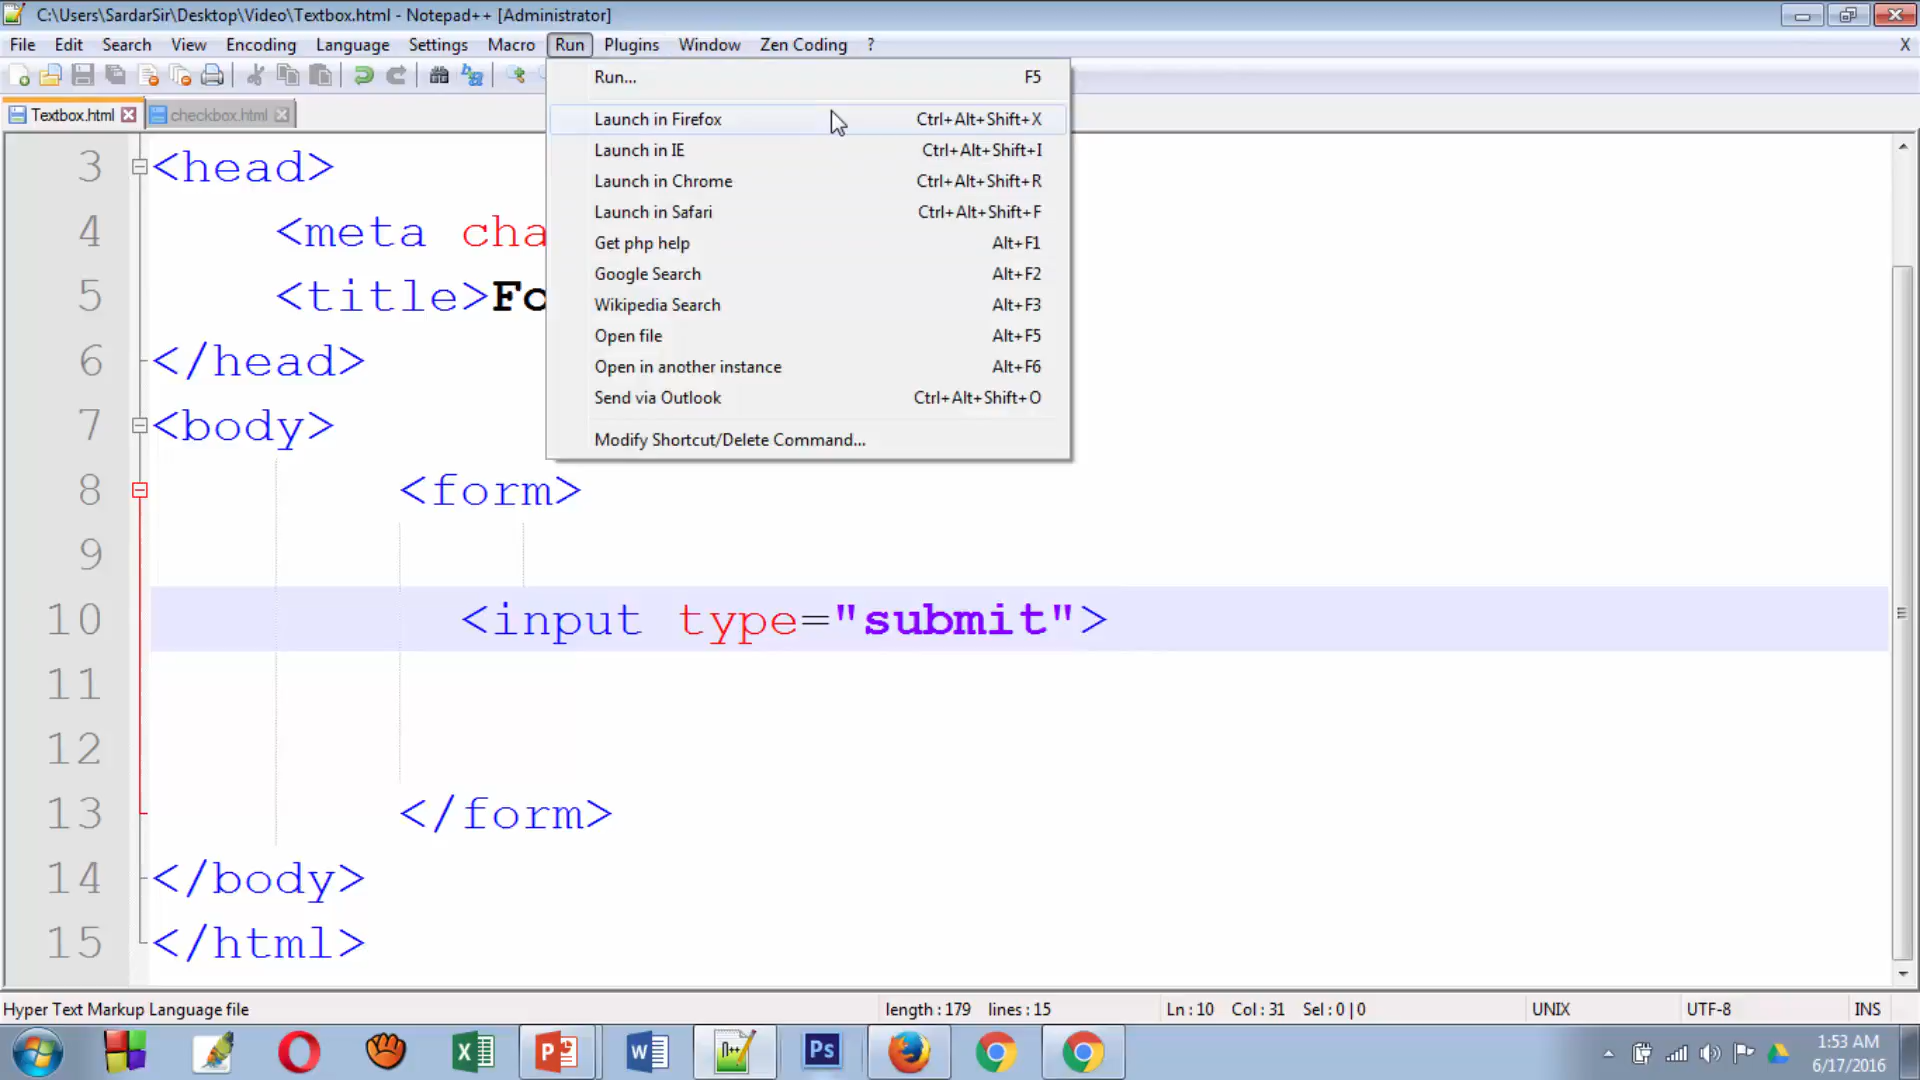 C:\Users\SardarSir\Desktop\Video\Textbox.html - Notepad++ [Administrator]
File Edit Search View Encoding Language Settings Macro Run Plugins Window Zen Coding ? X
Textbox.html checkbox.html
Run... F5
Launch in Firefox Ctrl+Alt+Shift+X
Launch in IE Ctrl+Alt+Shift+I
Launch in Chrome Ctrl+Alt+Shift+R
Launch in Safari Ctrl+Alt+Shift+F
Get php help Alt+F1
Google Search Alt+F2
Wikipedia Search Alt+F3
Open file Alt+F5
Open in another instance Alt+F6
Send via Outlook Ctrl+Alt+Shift+O
Modify Shortcut/Delete Command...
3 <head>
4 <meta cha
5 <title>Fo
6 </head>
7 <body>
8 <form>
9
10 <input type="submit">
11
12
13 </form>
14 </body>
15 </html>
Hyper Text Markup Language file length : 179 lines : 15 Ln : 10 Col : 31 Sel : 0 | 0 UNIX UTF-8 INS
1:53 AM
6/17/2016